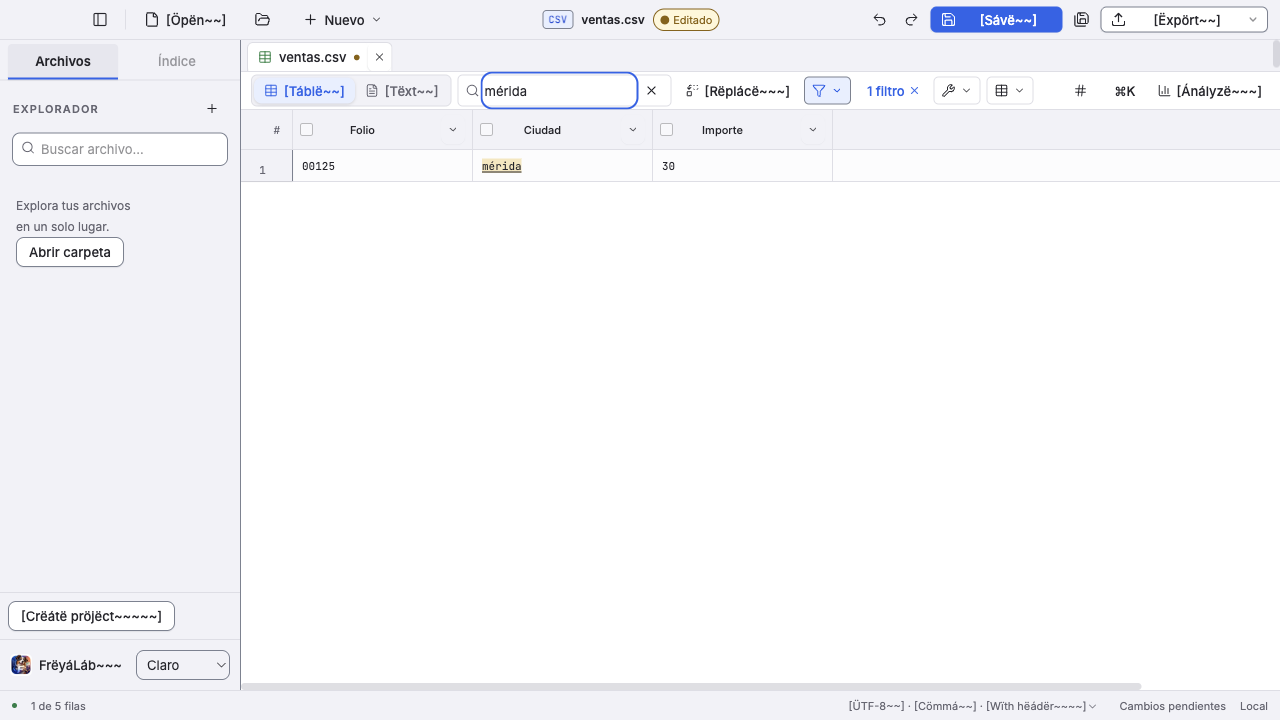 [Öpën~~]
Nuevo
CSV ventas.csv Editado
[Sávë~~]
[Ëxpört~~]
Archivos Índice
ventas.csv
[Táblë~~] [Tëxt~~] mérida [Rëplácë~~~] 1 filtro ⌘K [Ánályzë~~~]
EXPLORADOR
Buscar archivo...
Explora tus archivos
en un solo lugar.
Abrir carpeta
# Folio Ciudad Importe
1 00125 mérida 30
[Crëátë pröjëct~~~~~]
FrëyáLáb~~~ Claro
1 de 5 filas
[ÜTF-8~~] · [Cömmá~~] · [Wïth hëádër~~~~] Cambios pendientes Local